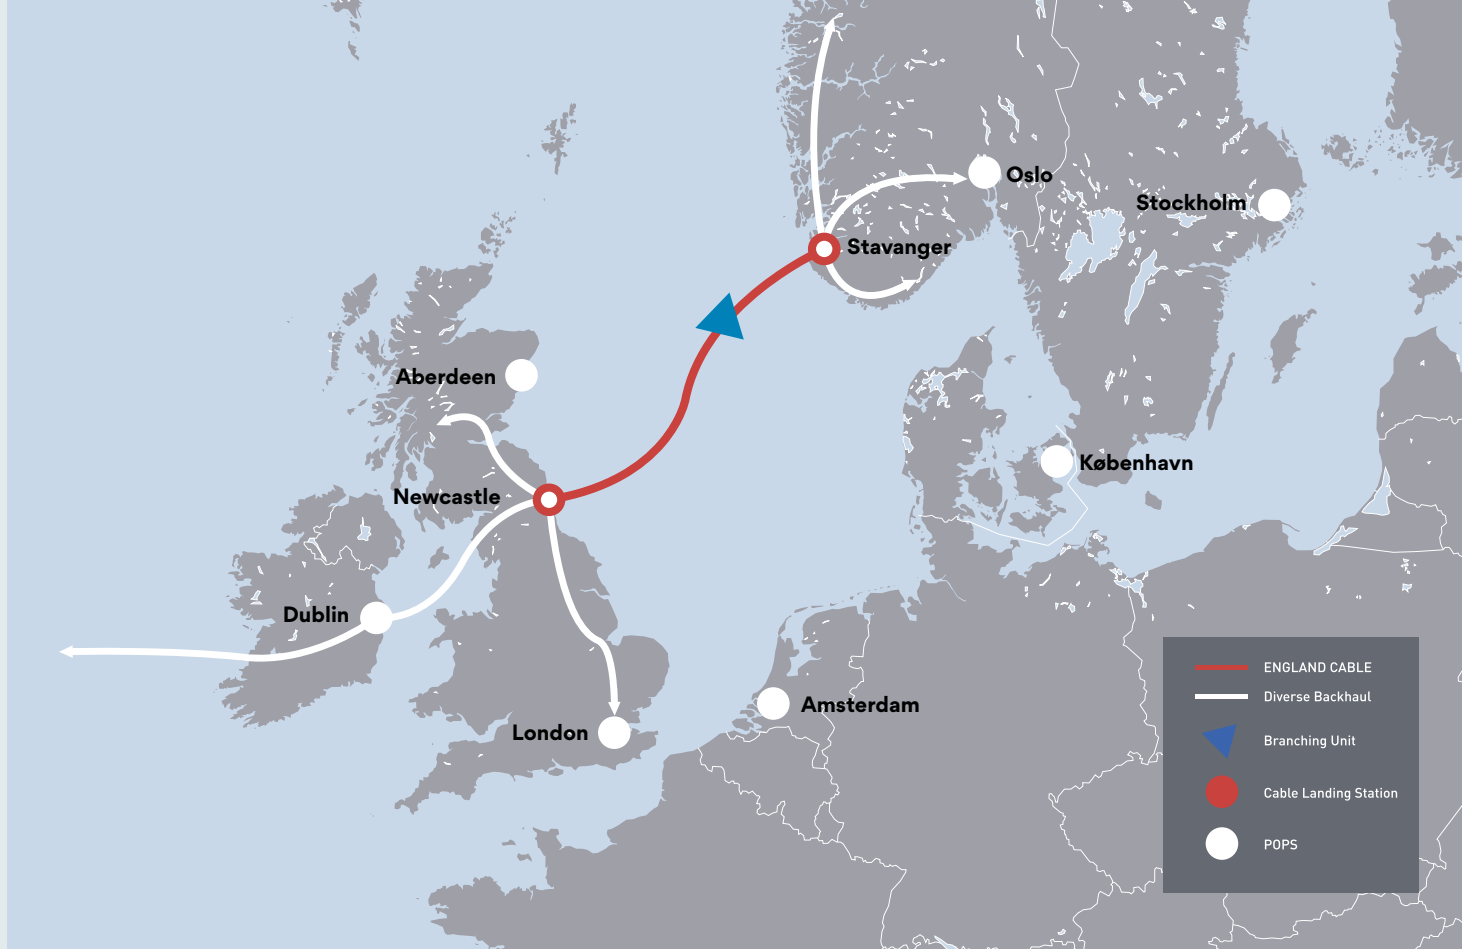 Oslo
Stockholm
Stavanger
Aberdeen
København
Newcastle
Dublin
Amsterdam
London
ENGLAND CABLE
Diverse Backhaul
Branching Unit
Cable Landing Station
POPS